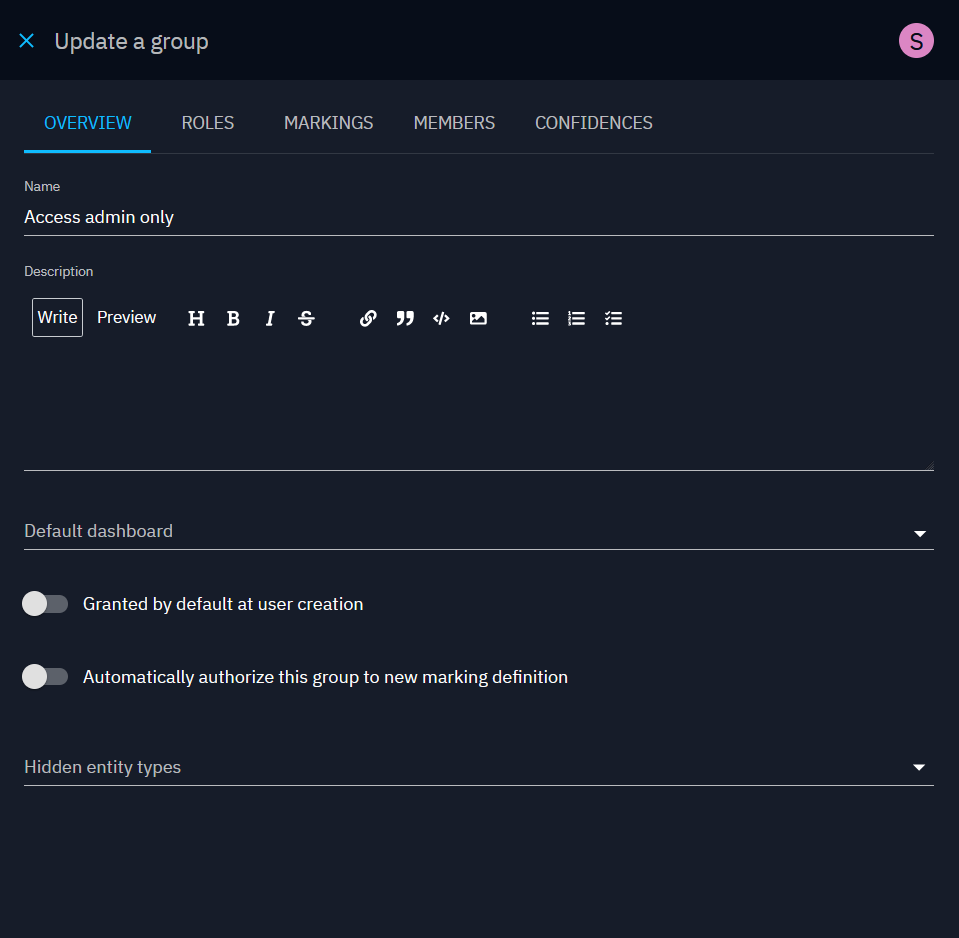 Update a group
S
OVERVIEW ROLES MARKINGS MEMBERS CONFIDENCES
Name
Access admin only
Description
Write Preview H B I S
Default dashboard
Granted by default at user creation
Automatically authorize this group to new marking definition
Hidden entity types